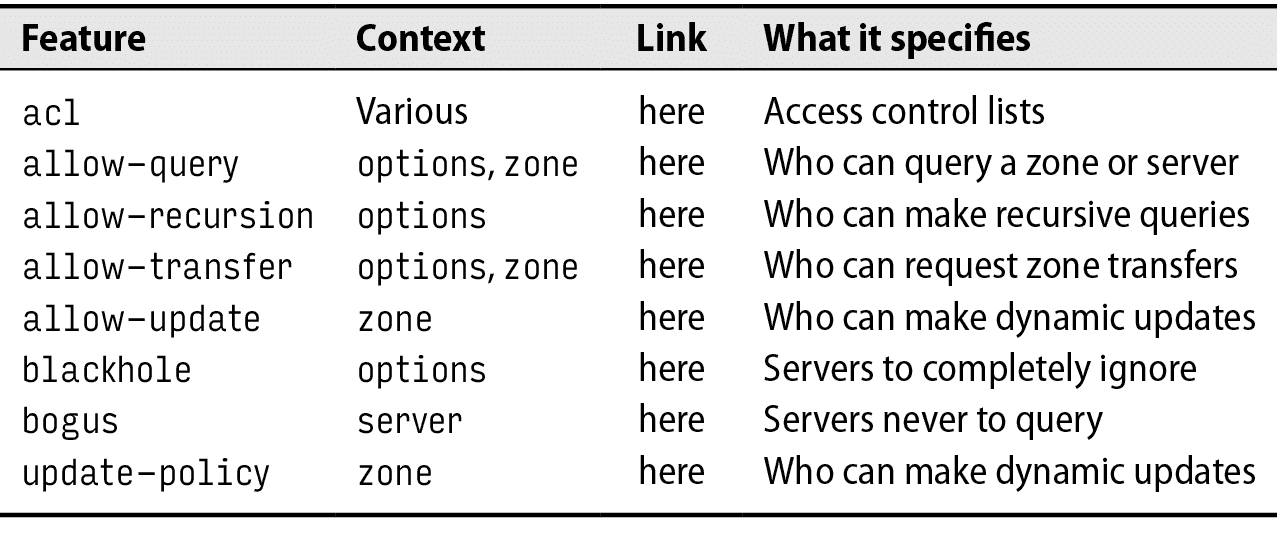 Feature Context Link What it specifies
acl Various here Access control lists
allow-query options, zone here Who can query a zone or server
allow-recursion options here Who can make recursive queries
allow-transfer options, zone here Who can request zone transfers
allow-update zone here Who can make dynamic updates
blackhole options here Servers to completely ignore
bogus server here Servers never to query
update-policy zone here Who can make dynamic updates